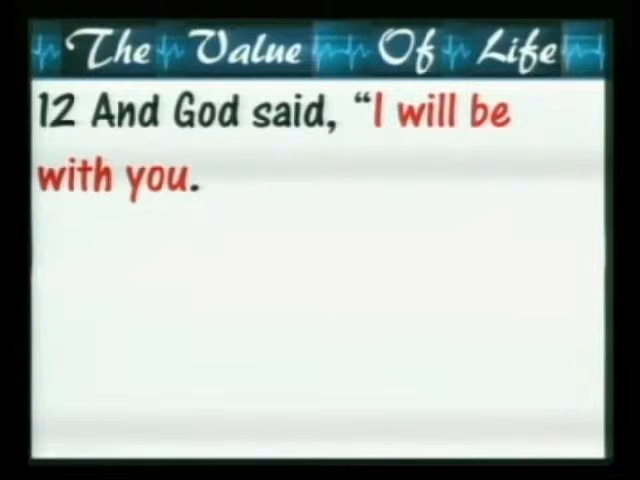 The Value Of Life
12 And God said, “I will be
with you.